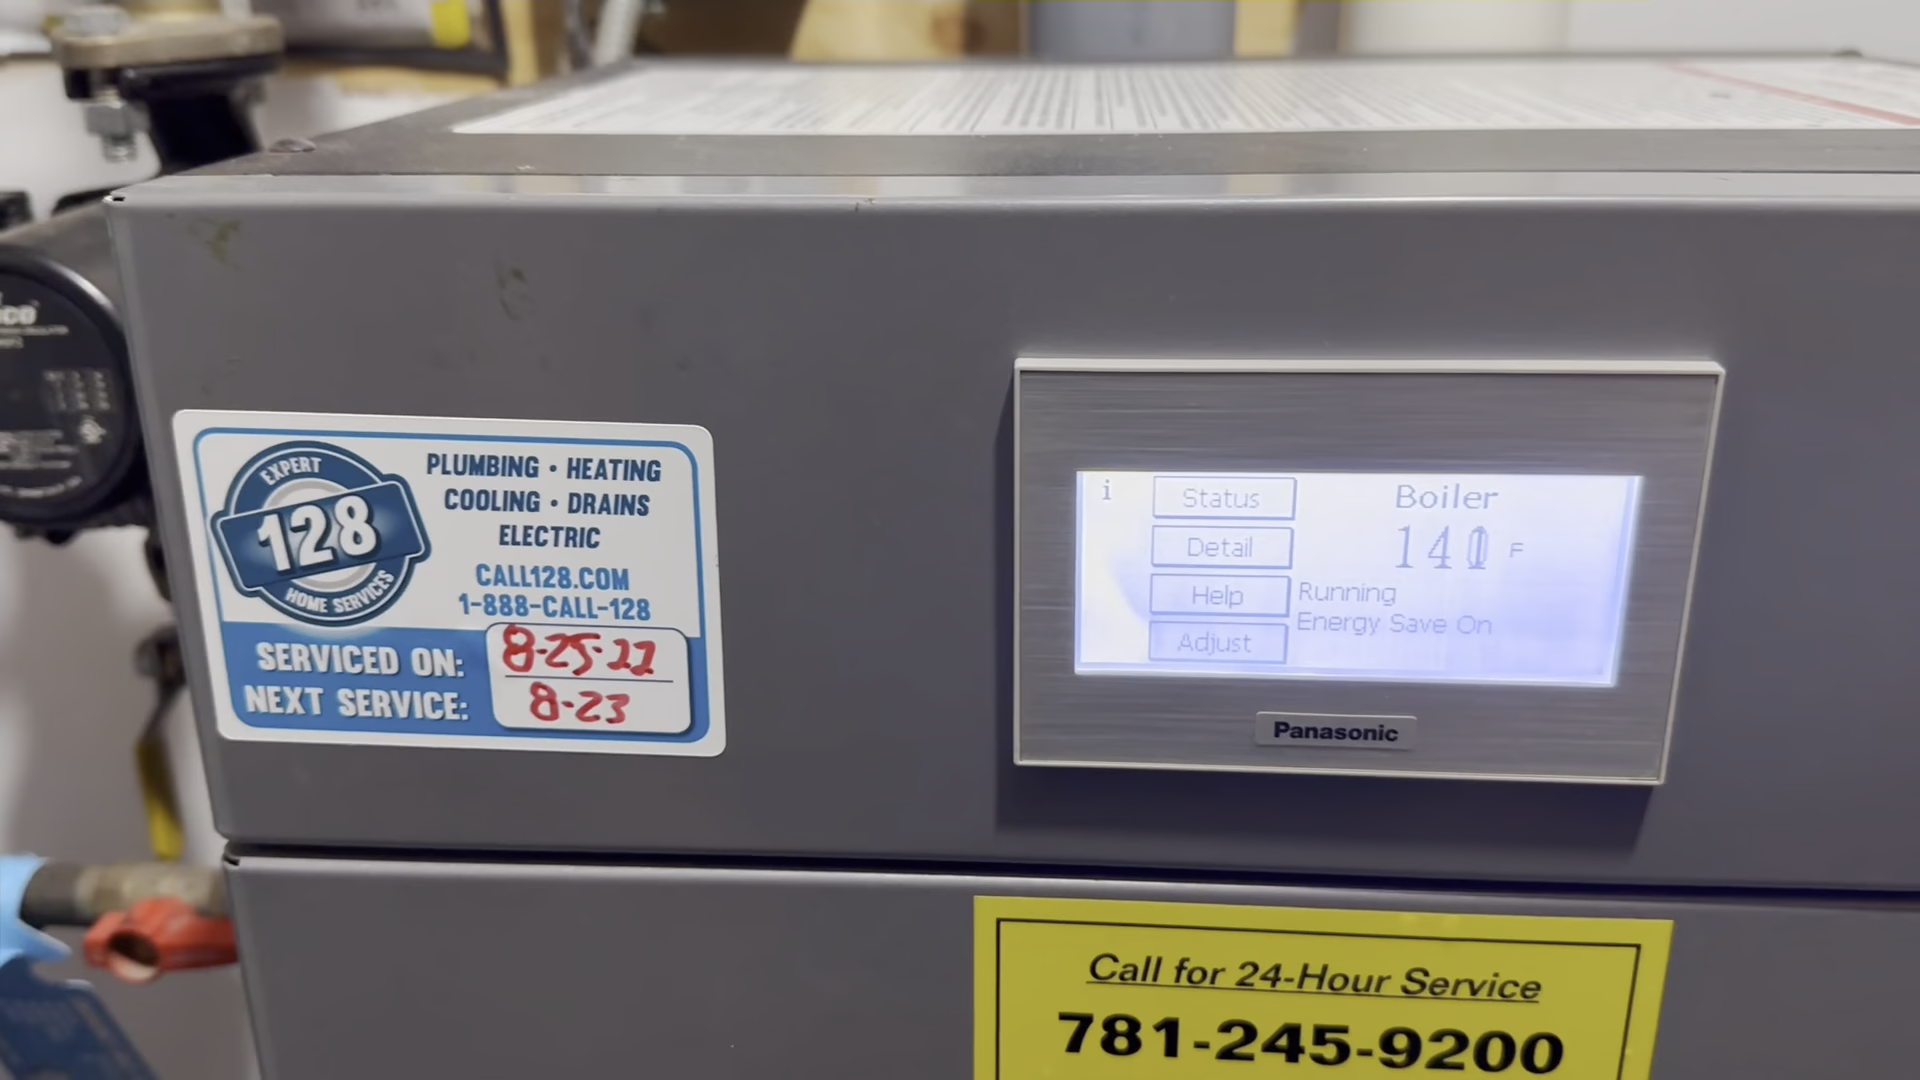 EXPERT
128
HOME SERVICES
PLUMBING • HEATING
COOLING • DRAINS
ELECTRIC
CALL128.COM
1-888-CALL-128
SERVICED ON: 8-25-22
NEXT SERVICE: 8-23
i
Status
Detail
Help
Adjust
Boiler
F
Running
Energy Save On
Panasonic
Call for 24-Hour Service
781-245-9200